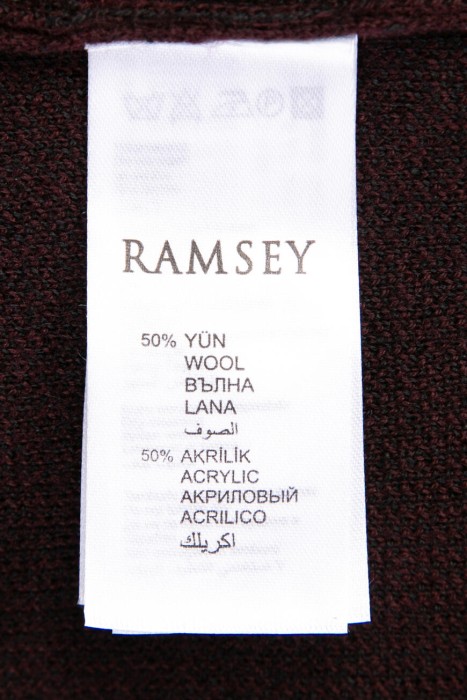 RAMSEY
50% YÜN
WOOL
ВЪЛНА
LANA
الصوف
50% AKRİLİK
ACRYLIC
АКРИЛОВЫЙ
ACRILICO
اكريلك